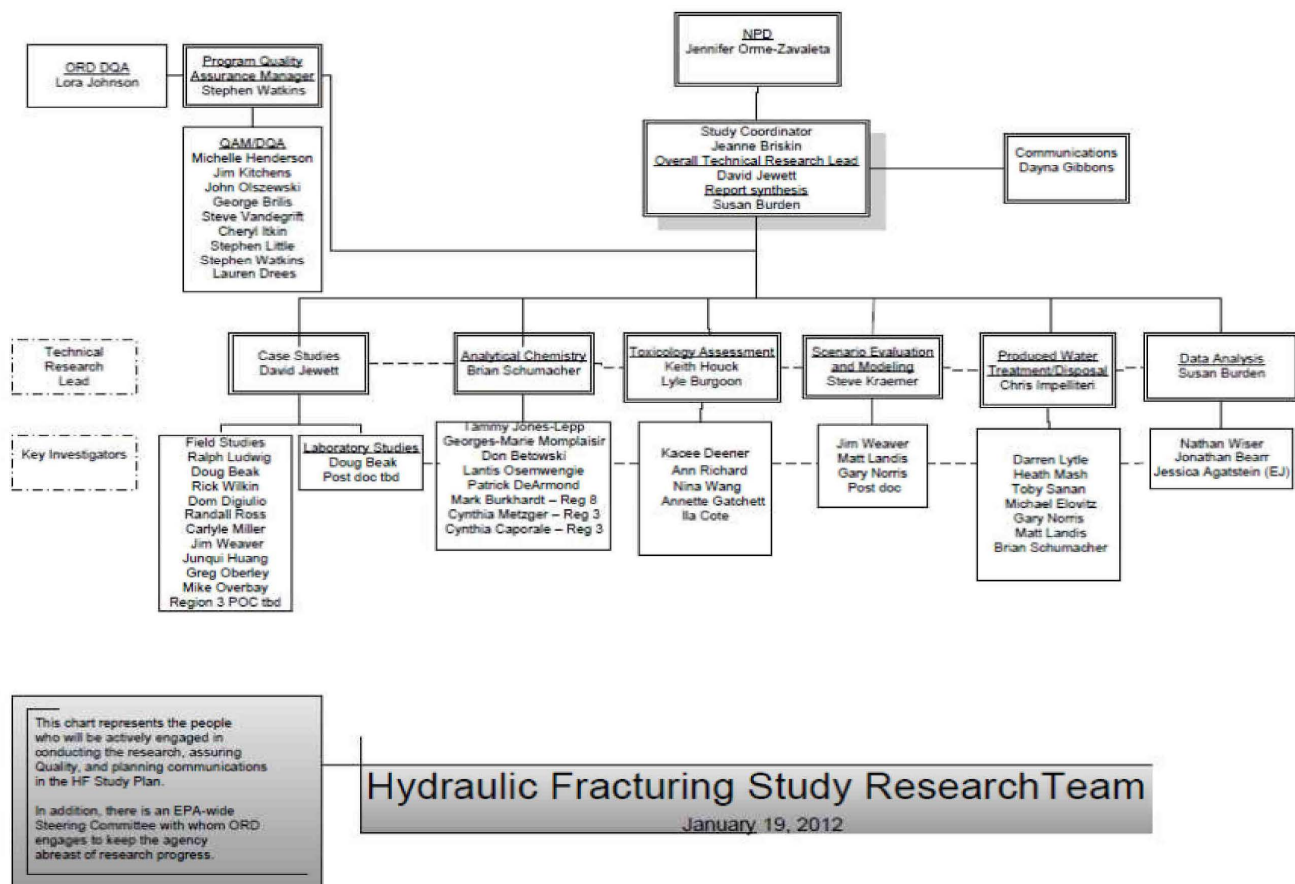 NPD
Jennifer Orme-Zavaleta
ORD DQA
Lora Johnson
Program Quality
Assurance Manager
Stephen Watkins
QAM/DQA
Michelle Henderson
Jim Kitchens
John Olszewski
George Brilis
Steve Vandegrift
Cheryl Itkin
Stephen Little
Stephen Watkins
Lauren Drees
Study Coordinator
Jeanne Briskin
Overall Technical Research Lead
David Jewett
Report synthesis
Susan Burden
Communications
Dayna Gibbons
Technical
Research
Lead
Case Studies
David Jewett
Analytical Chemistry
Brian Schumacher
Toxicology Assessment
Keith Houck
Lyle Burgoon
Scenario Evaluation
and Modeling
Steve Kraemer
Produced Water
Treatment/Disposal
Chris Impelliteri
Data Analysis
Susan Burden
Key Investigators
Field Studies
Ralph Ludwig
Doug Beak
Rick Wilkin
Dom Digiulio
Randall Ross
Carlyle Miller
Jim Weaver
Junqui Huang
Greg Oberley
Mike Overbay
Region 3 POC tbd
Laboratory Studies
Doug Beak
Post doc tbd
Tammy Jones-Lepp
Georges-Marie Momplaisir
Don Betowski
Lantis Osemwengie
Patrick DeArmond
Mark Burkhardt – Reg 8
Cynthia Metzger – Reg 3
Cynthia Caporale – Reg 3
Kacee Deener
Ann Richard
Nina Wang
Annette Gatchett
Ila Cote
Jim Weaver
Matt Landis
Gary Norris
Post doc
Darren Lytle
Heath Mash
Toby Sanan
Michael Elovitz
Gary Norris
Matt Landis
Brian Schumacher
Nathan Wiser
Jonathan Bearr
Jessica Agatstein (EJ)
This chart represents the people
who will be actively engaged in
conducting the research, assuring
Quality, and planning communications
in the HF Study Plan.
In addition, there is an EPA-wide
Steering Committee with whom ORD
engages to keep the agency
abreast of research progress.
Hydraulic Fracturing Study ResearchTeam
January 19, 2012